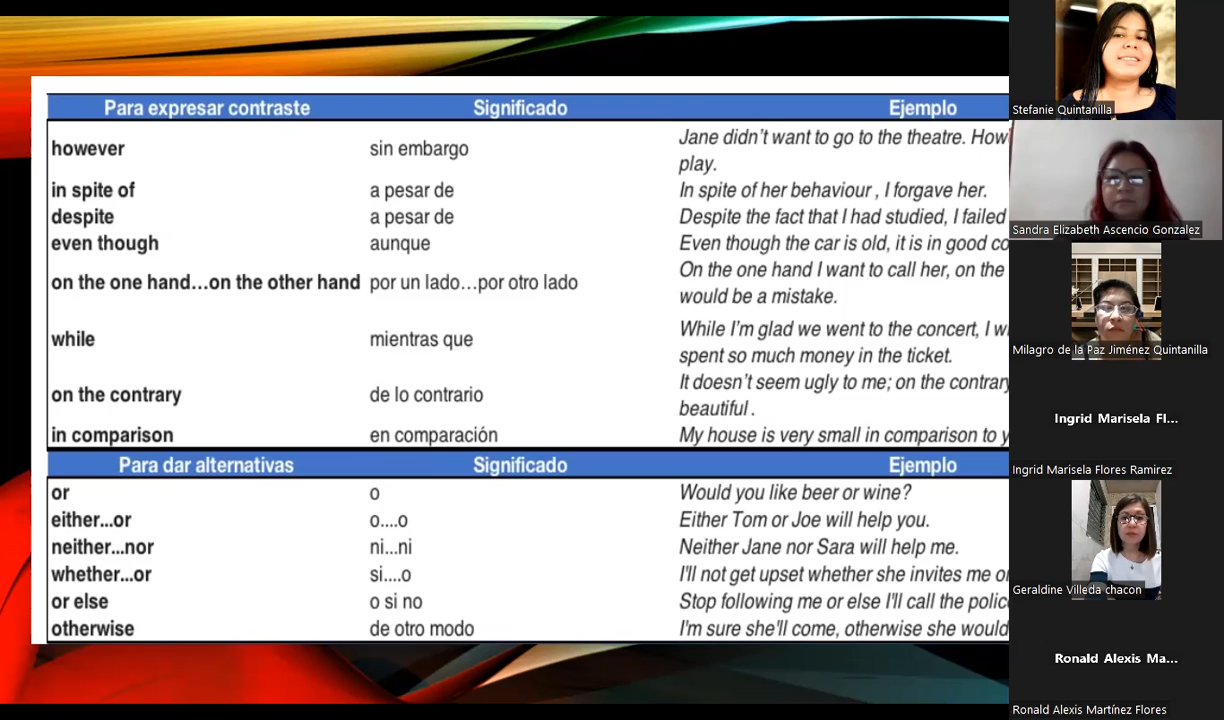 Para expresar contraste Significado Ejemplo
however sin embargo Jane didn't want to go to the theatre. How
play.
in spite of a pesar de In spite of her behaviour , I forgave her.
despite a pesar de Despite the fact that I had studied, I failed
even though aunque Even though the car is old, it is in good co
on the one hand...on the other hand por un lado...por otro lado On the one hand I want to call her, on the
would be a mistake.
while mientras que While I'm glad we went to the concert, I w
spent so much money in the ticket.
on the contrary de lo contrario It doesn't seem ugly to me; on the contrary
beautiful .
in comparison en comparación My house is very small in comparison to y
Para dar alternativas Significado Ejemplo
or o Would you like beer or wine?
either...or o....o Either Tom or Joe will help you.
neither...nor ni...ni Neither Jane nor Sara will help me.
whether...or si....o I'll not get upset whether she invites me o
or else o si no Stop following me or else I'll call the polic
otherwise de otro modo I'm sure she'll come, otherwise she would
Stefanie Quintanilla
Sandra Elizabeth Ascencio Gonzalez
Milagro de la Paz Jiménez Quintanilla
Ingrid Marisela Fl...
Ingrid Marisela Flores Ramirez
Geraldine Villeda chacon
Ronald Alexis Ma...
Ronald Alexis Martínez Flores